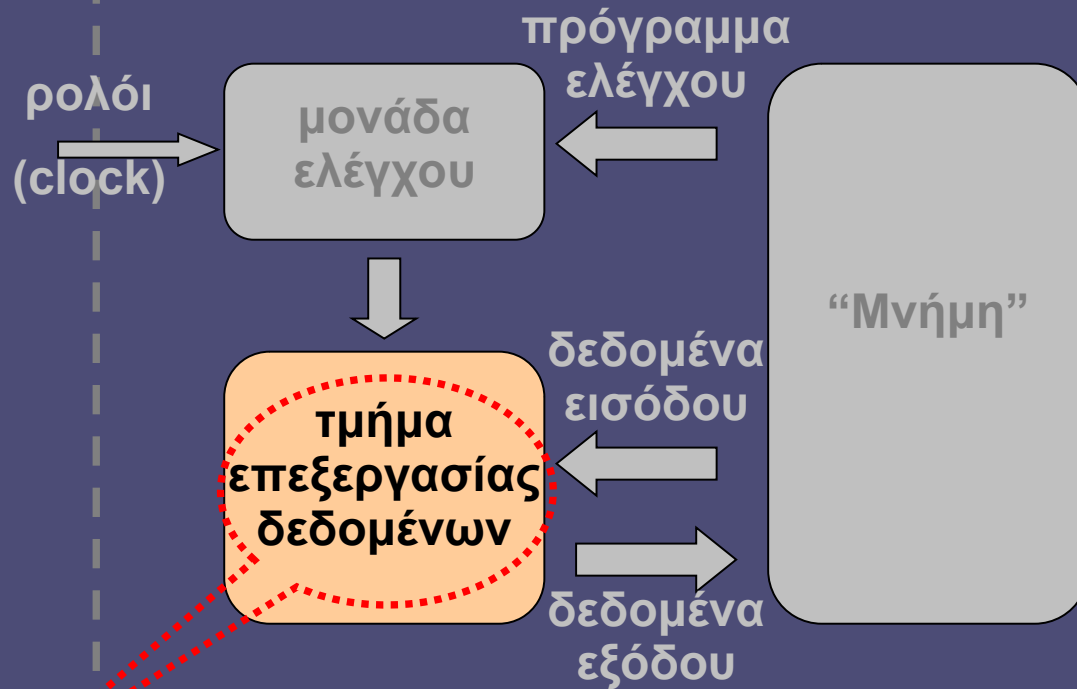 πρόγραμμα
ελέγχου
ρολόι
(clock)
μονάδα
ελέγχου
“Μνήμη”
δεδομένα
εισόδου
τμήμα
επεξεργασίας
δεδομένων
δεδομένα
εξόδου